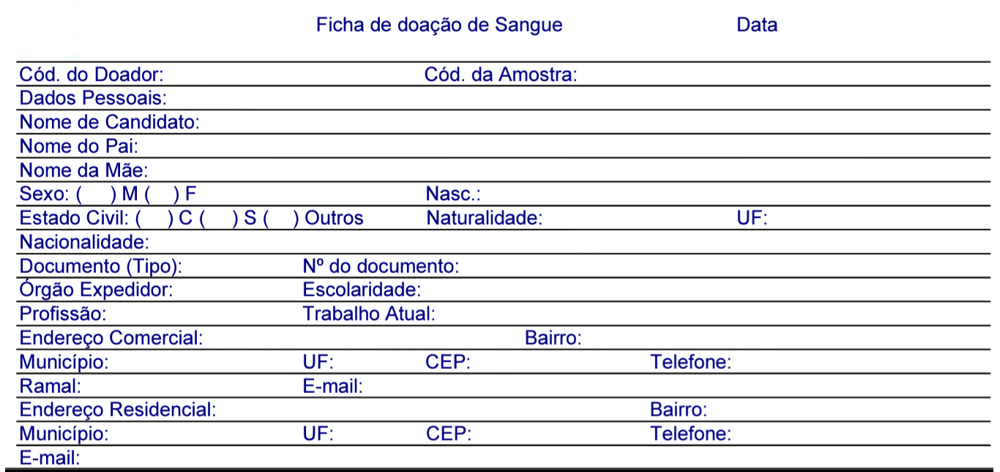 Ficha de doação de Sangue Data
Cód. do Doador: Cód. da Amostra:
Dados Pessoais:
Nome de Candidato:
Nome do Pai:
Nome da Mãe:
Sexo: ( ) M ( ) F Nasc.:
Estado Civil: ( ) C ( ) S ( ) Outros Naturalidade: UF:
Nacionalidade:
Documento (Tipo): Nº do documento:
Órgão Expedidor: Escolaridade:
Profissão: Trabalho Atual:
Endereço Comercial: Bairro:
Município: UF: CEP: Telefone:
Ramal: E-mail:
Endereço Residencial: Bairro:
Município: UF: CEP: Telefone:
E-mail: